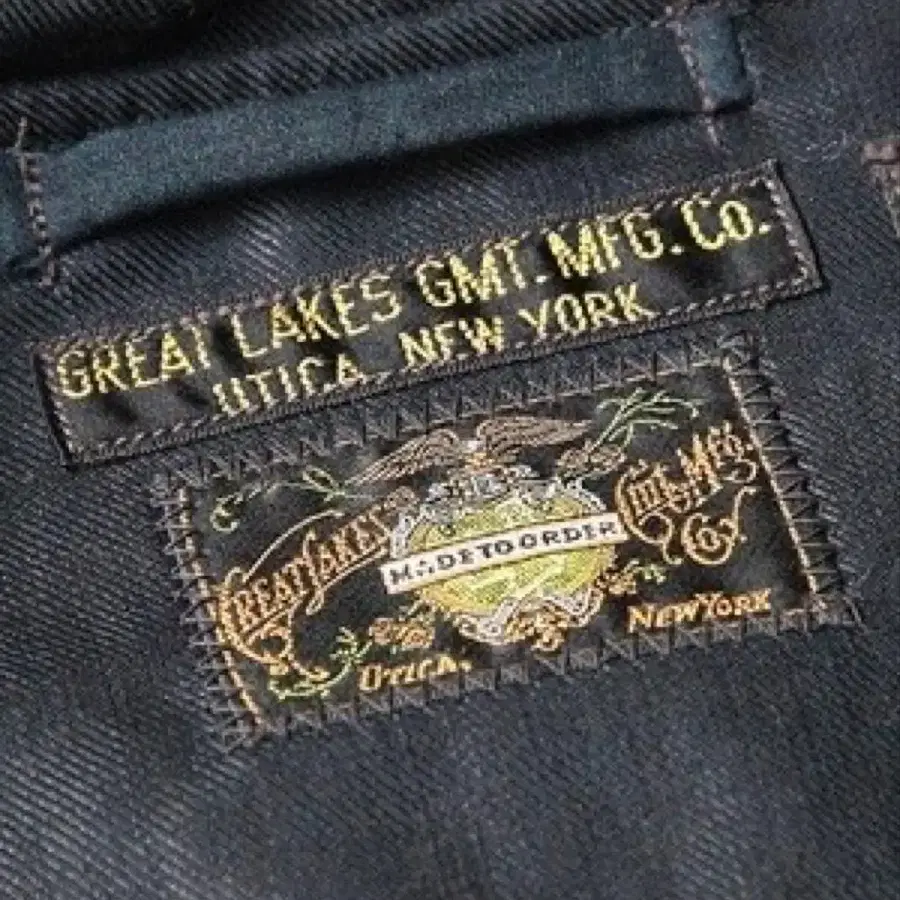 GREAT LAKES GMT. MFG. Co.
UTICA, NEW YORK
GREAT LAKES GMT. MFG. Co.
MADE TO ORDER
UTICA, NEW YORK